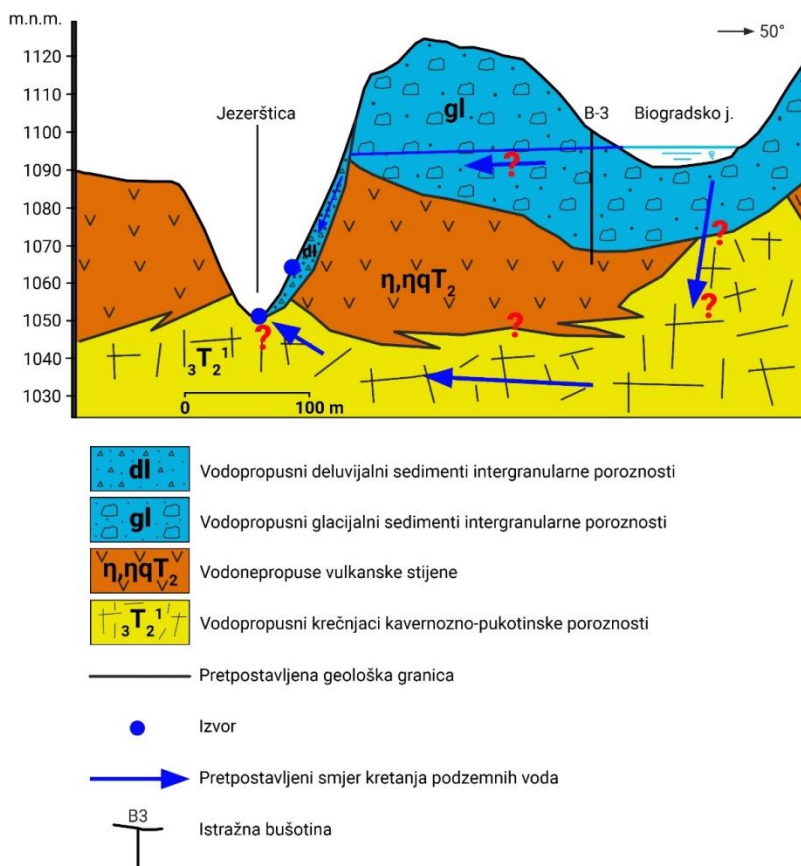 m.n.m.
50°
1120
1110
1100
1090
1080
1070
1060
1050
1040
1030
Jezerštica
gl
B-3
Biogradsko j.
?
dl
η,ηqT₂
?
?
?
?
₃T₂¹
0
100 m
dl
Vodopropusni deluvijalni sedimenti intergranularne poroznosti
gl
Vodopropusni glacijalni sedimenti intergranularne poroznosti
η,ηqT₂
Vodonepropuse vulkanske stijene
₃T₂¹
Vodopropusni krečnjaci kavernozno-pukotinske poroznosti
Pretpostavljena geološka granica
Izvor
Pretpostavljeni smjer kretanja podzemnih voda
B3
Istražna bušotina